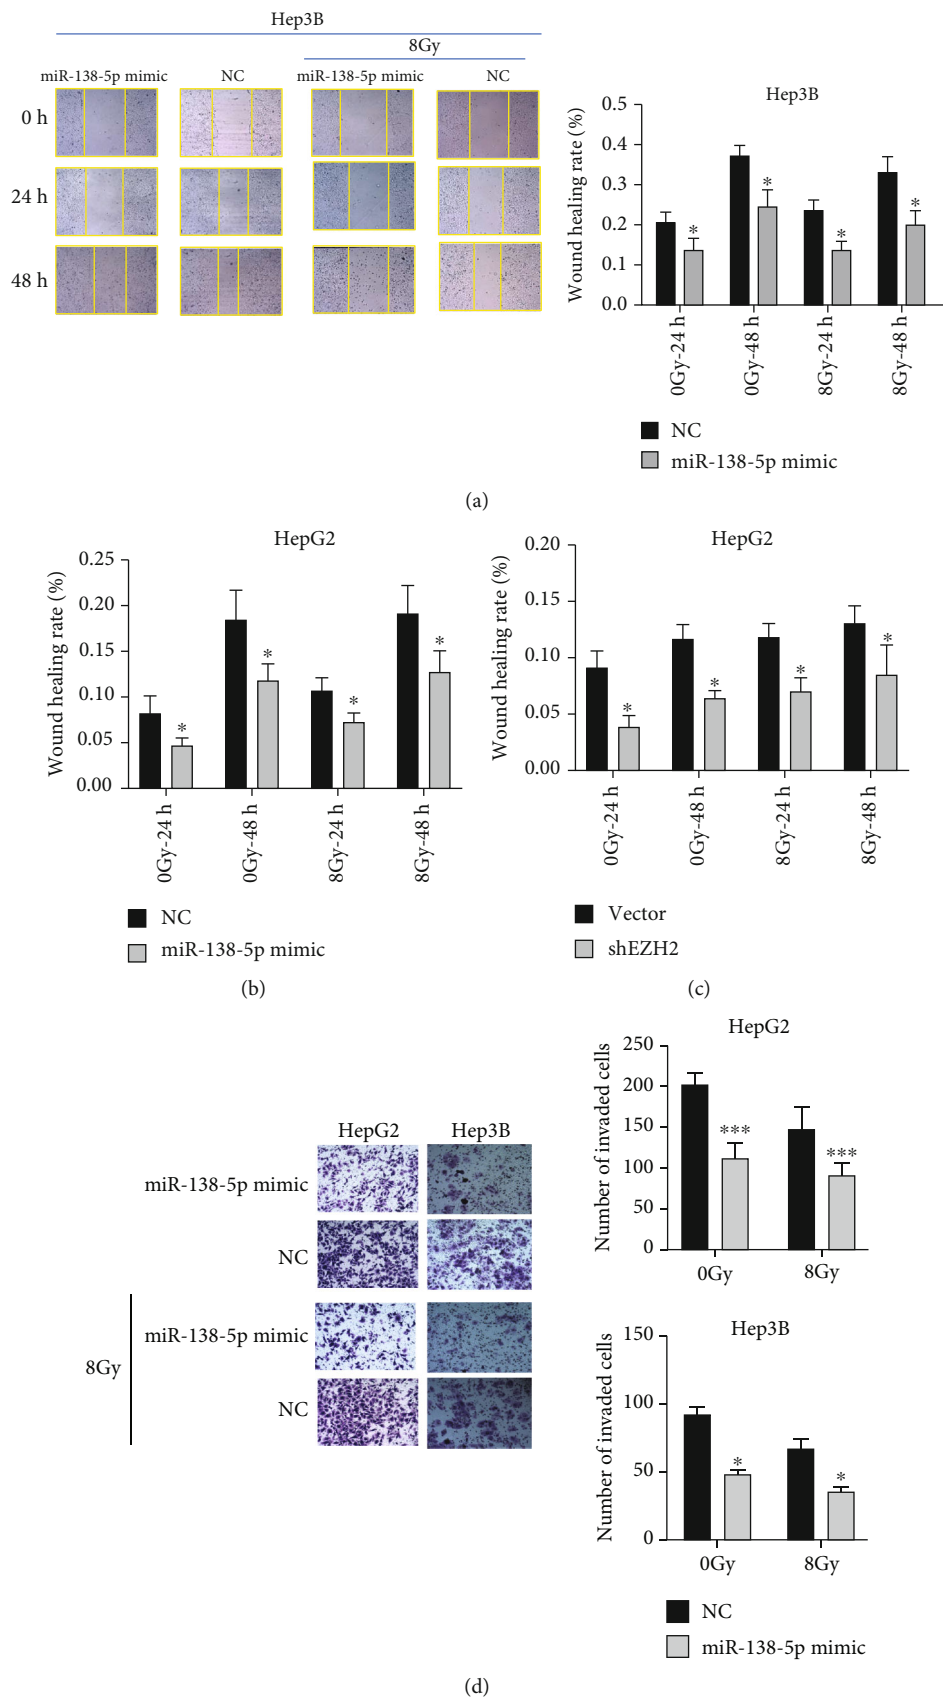 Hep3B
8Gy
miR-138-5p mimic NC miR-138-5p mimic NC
0 h
24 h
48 h
Hep3B
Wound healing rate (%)
0.5
0.4
0.3
0.2
0.1
0.0
* * * *
0Gy-24 h 0Gy-48 h 8Gy-24 h 8Gy-48 h
NC
miR-138-5p mimic
(a)
HepG2
Wound healing rate (%)
0.25
0.20
0.15
0.10
0.05
0.00
* * * *
0Gy-24 h 0Gy-48 h 8Gy-24 h 8Gy-48 h
NC
miR-138-5p mimic
(b)
HepG2
Wound healing rate (%)
0.20
0.15
0.10
0.05
0.00
* * * *
0Gy-24 h 0Gy-48 h 8Gy-24 h 8Gy-48 h
Vector
shEZH2
(c)
HepG2 Hep3B
miR-138-5p mimic
NC
8Gy
miR-138-5p mimic
NC
HepG2
Number of invaded cells
250
200
150
100
50
0
*** ***
0Gy 8Gy
Hep3B
Number of invaded cells
150
100
50
0
* *
0Gy 8Gy
NC
miR-138-5p mimic
(d)